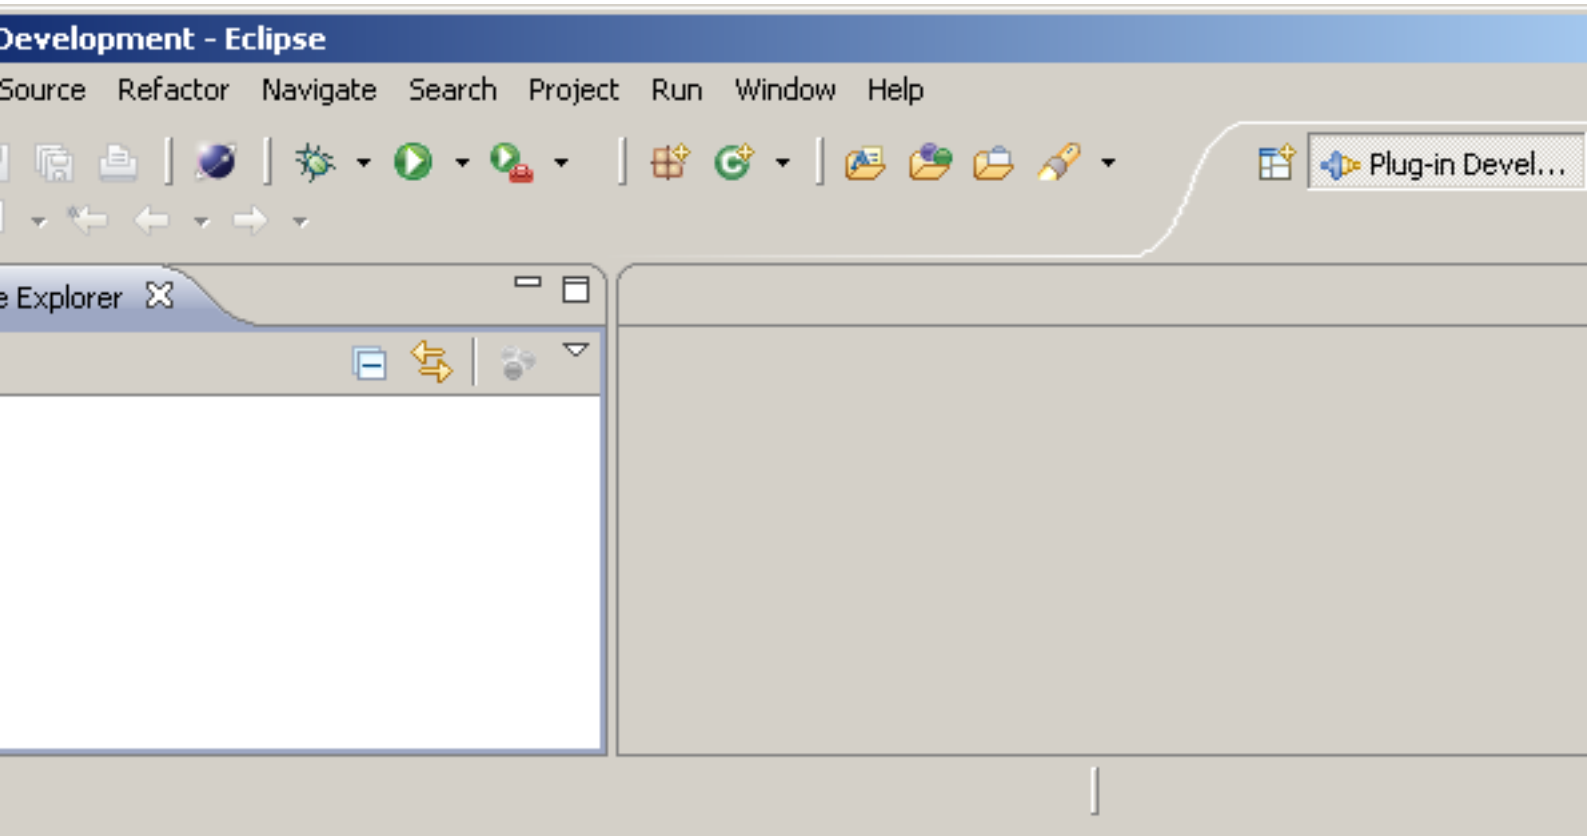 Development - Eclipse
Source Refactor Navigate Search Project Run Window Help
Plug-in Devel...
e Explorer